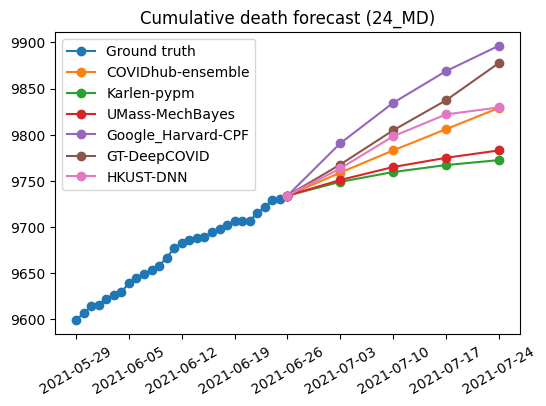 Cumulative death forecast (24_MD)
9900
9850
9800
9750
9700
9650
9600
Ground truth
COVIDhub-ensemble
Karlen-pypm
UMass-MechBayes
Google_Harvard-CPF
GT-DeepCOVID
HKUST-DNN
2021-05-29
2021-06-05
2021-06-12
2021-06-19
2021-06-26
2021-07-03
2021-07-10
2021-07-17
2021-07-24